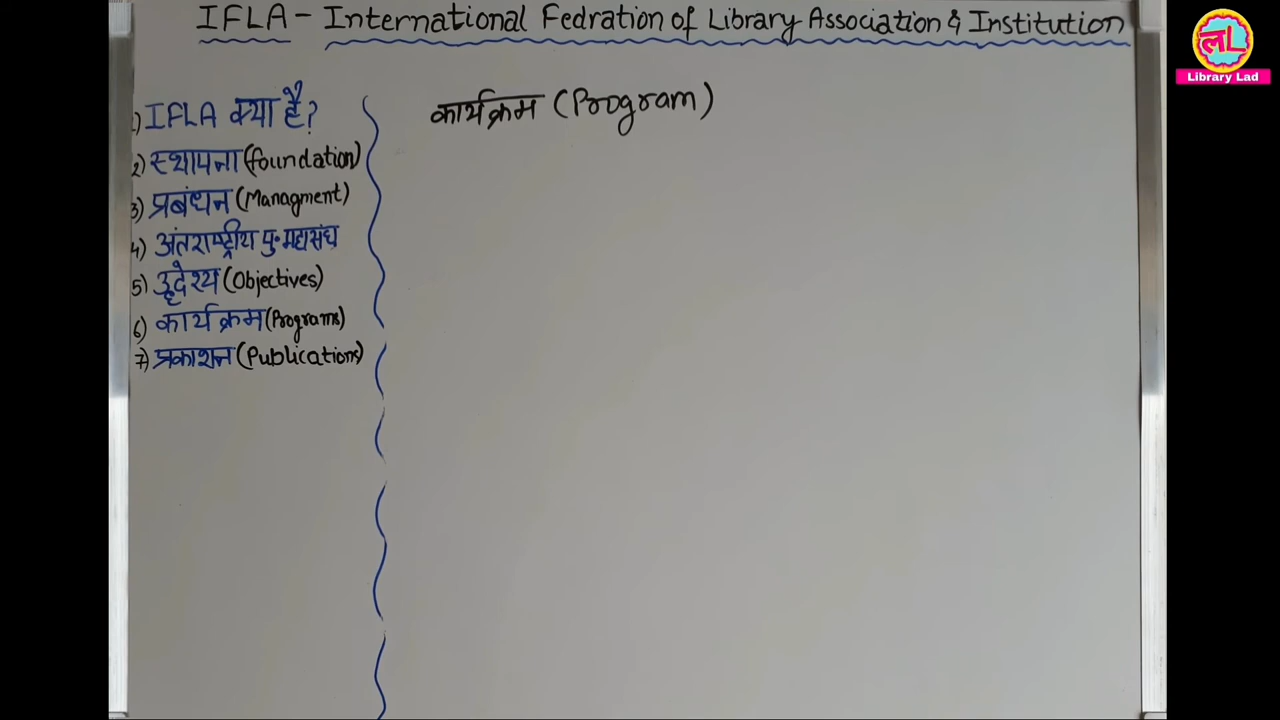 IFLA - International Fedration of Library Association & Institution
लL
Library Lad
1) IFLA क्या है?
2) स्थापना (foundation)
3) प्रबंधन (Managment)
4) अंतराष्ट्रीय पु॰ महासंघ
5) उद्देश्य (Objectives)
6) कार्यक्रम (Programs)
7) प्रकाशन (Publications)
कार्यक्रम (Program)